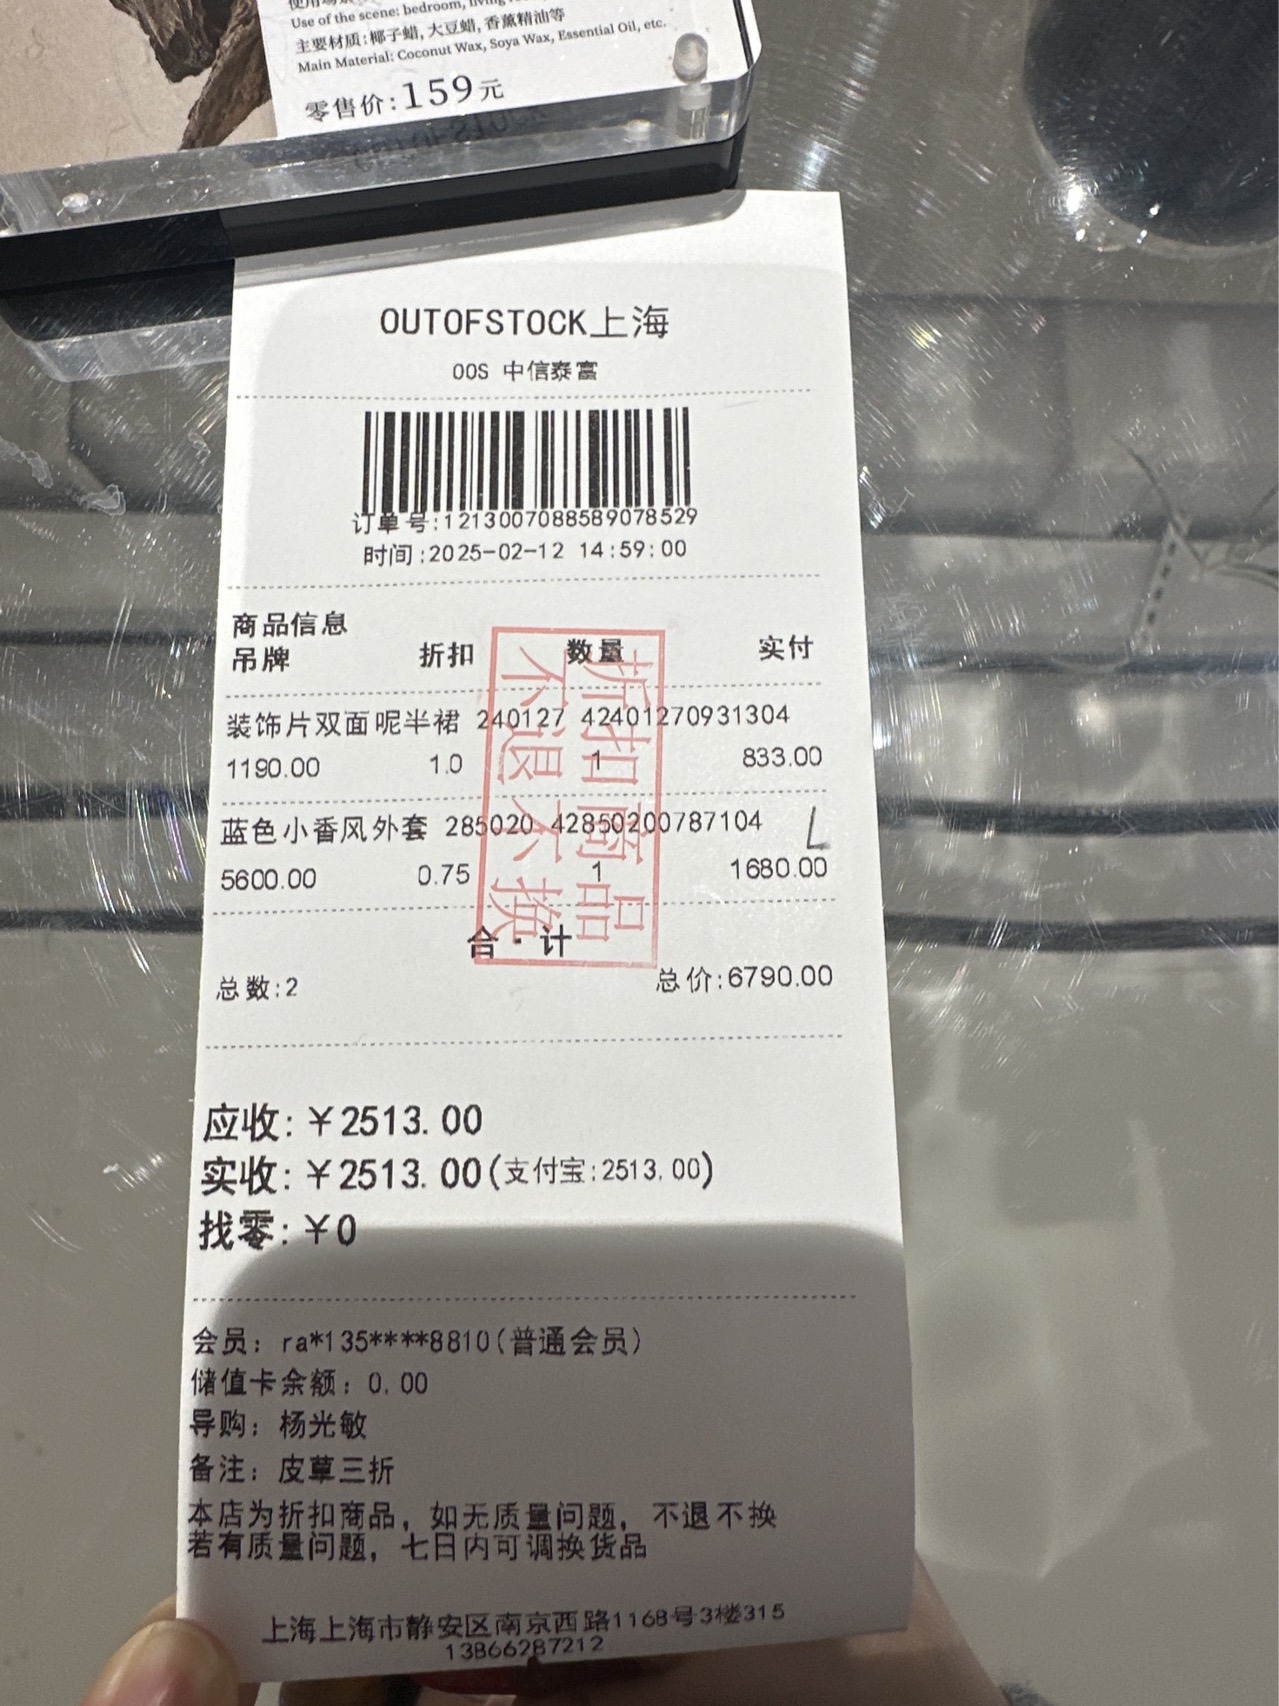 Use of the scene: bedroom, living
主要材质:椰子蜡,大豆蜡,香薰精油等
Main Material: Coconut Wax, Soya Wax, Essential Oil, etc.
零售价:159元
OUTOFSTOCK上海
OOS 中信泰富
订单号:1213007088589078529
时间:2025-02-12 14:59:00
商品信息
吊牌 折扣 数量 实付
装饰片双面呢半裙 240127 42401270931304
1190.00 1.0 1 833.00
蓝色小香风外套 285020 42850200787104 L
5600.00 0.75 1 1680.00
折扣商品
不退不换
合·计
总数:2 总价:6790.00
应收:¥2513.00
实收:¥2513.00(支付宝:2513.00)
找零:¥0
会员: ra*135****8810(普通会员)
储值卡余额: 0.00
导购: 杨光敏
备注: 皮草三折
本店为折扣商品, 如无质量问题, 不退不换
若有质量问题, 七日内可调换货品
上海上海市静安区南京西路1168号3楼315
13866287212